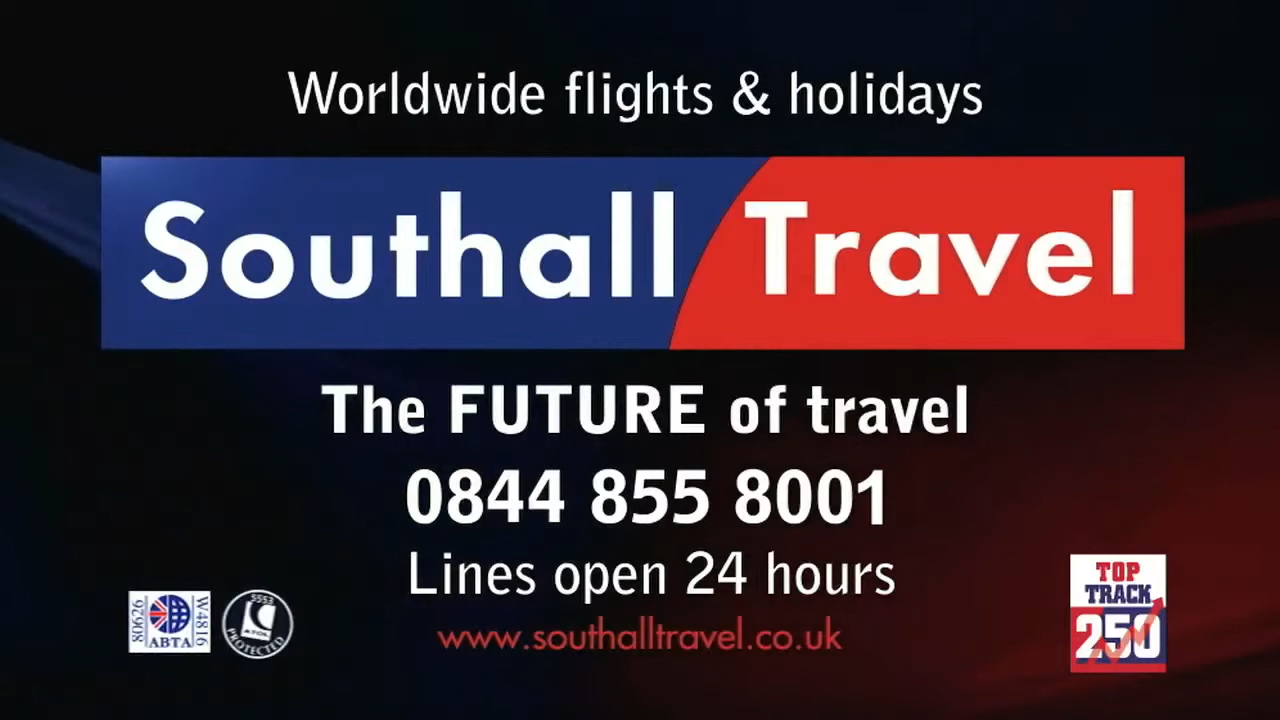 Worldwide flights & holidays
Southall Travel
The FUTURE of travel
0844 855 8001
Lines open 24 hours
www.southalltravel.co.uk
80626
ABTA
W4816
5553
ATOL
PROTECTED
TOP
TRACK
250